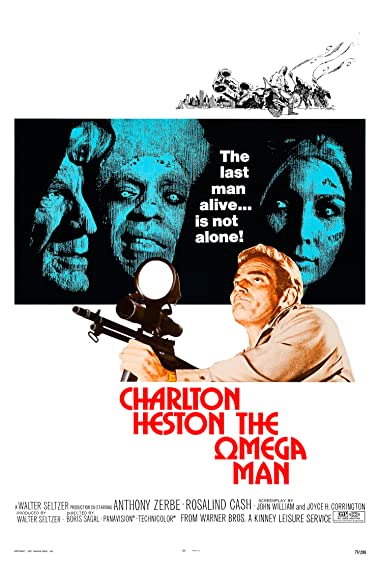 The
last
man
alive...
is not
alone!
CHARLTON
HESTON THE
ΩMEGA
MAN
A WALTER SELTZER PRODUCTION CO-STARRING ANTHONY ZERBE · ROSALIND CASH SCREENPLAY BY JOHN WILLIAM and JOYCE H. CORRINGTON
PRODUCED BY WALTER SELTZER · DIRECTED BY BORIS SAGAL · PANAVISION® · TECHNICOLOR® · FROM WARNER BROS. A KINNEY LEISURE SERVICE
71/286